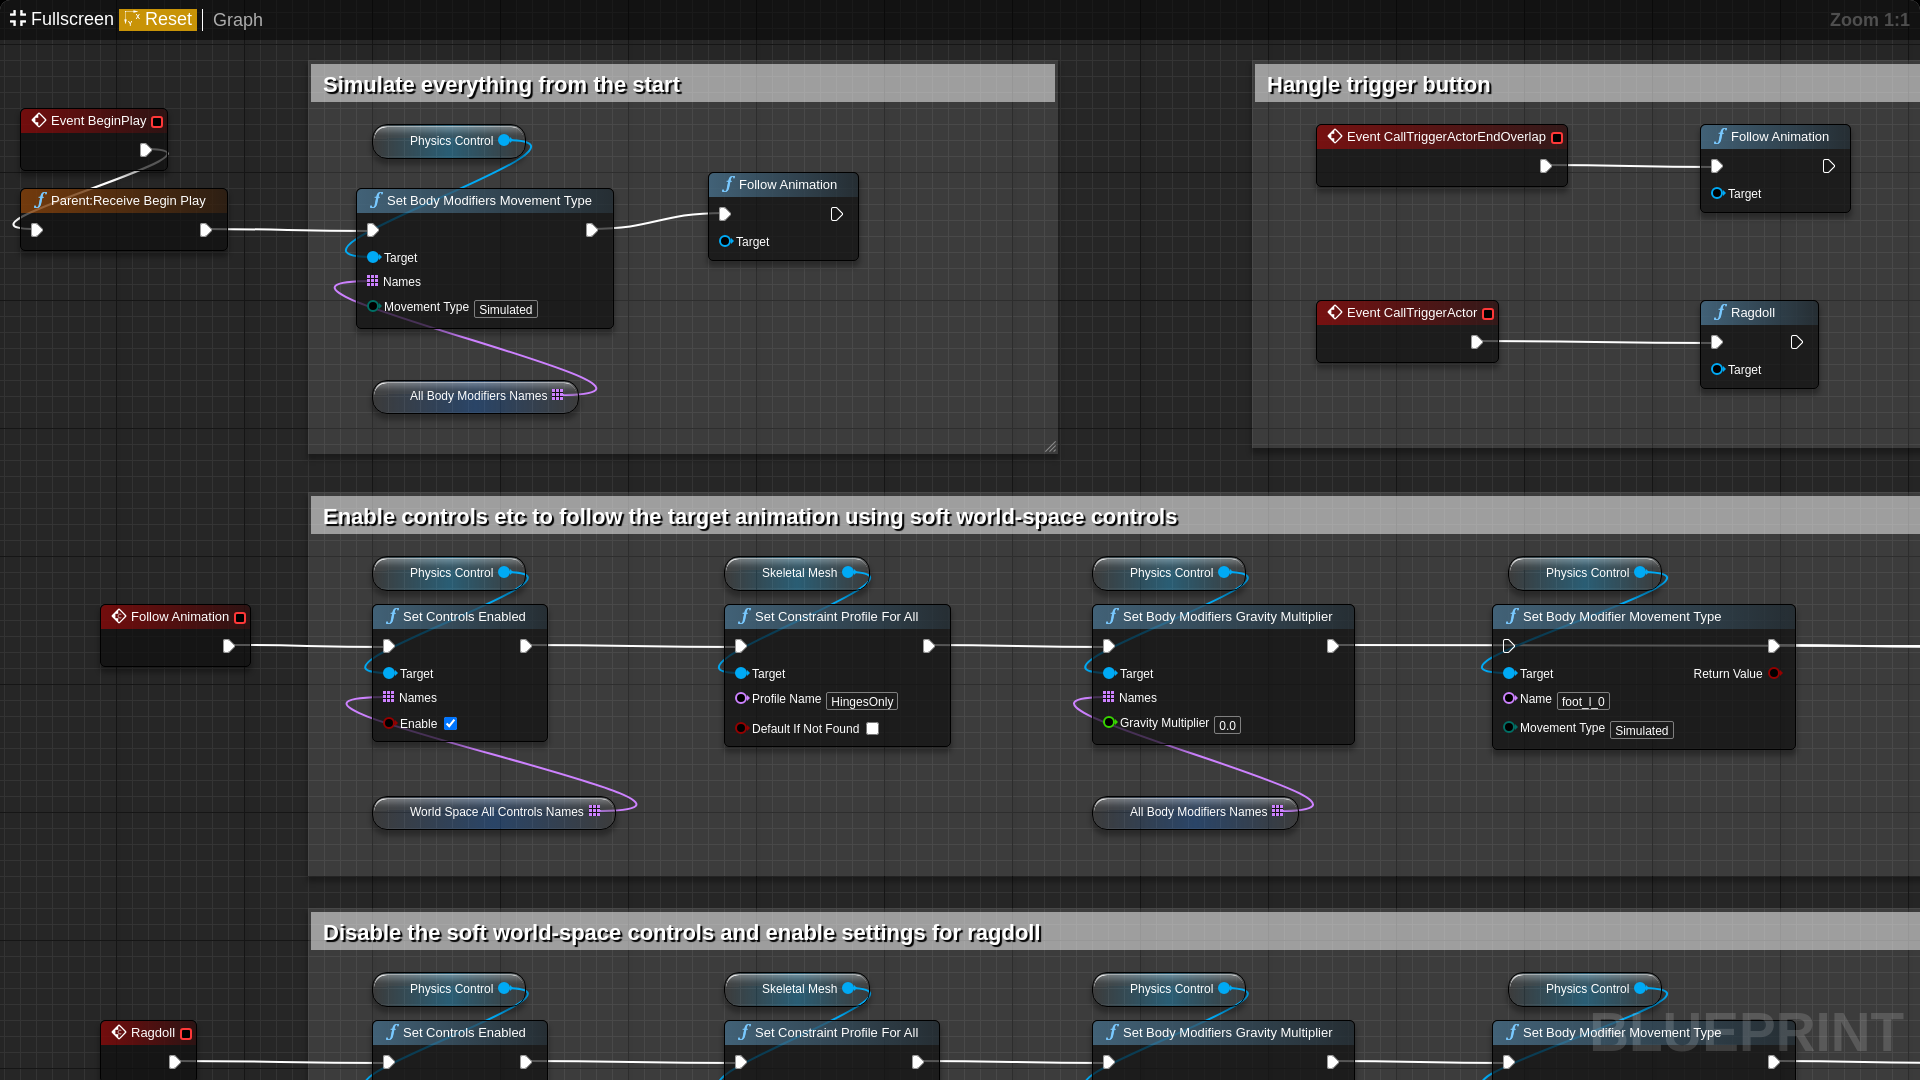 Fullscreen Reset Graph Zoom 1:1
Simulate everything from the start
Hangle trigger button
Event BeginPlay
Physics Control
Event CallTriggerActorEndOverlap
Follow Animation
Target
Parent:Receive Begin Play
Set Body Modifiers Movement Type
Target
Names
Movement Type Simulated
Follow Animation
Target
Event CallTriggerActor
Ragdoll
Target
All Body Modifiers Names
Enable controls etc to follow the target animation using soft world-space controls
Physics Control
Skeletal Mesh
Physics Control
Physics Control
Follow Animation
Set Controls Enabled
Target
Names
Enable
Set Constraint Profile For All
Target
Profile Name HingesOnly
Default If Not Found
Set Body Modifiers Gravity Multiplier
Target
Names
Gravity Multiplier 0.0
Set Body Modifier Movement Type
Target
Return Value
Name foot_l_0
Movement Type Simulated
World Space All Controls Names
All Body Modifiers Names
Disable the soft world-space controls and enable settings for ragdoll
Physics Control
Skeletal Mesh
Physics Control
Physics Control
Ragdoll
Set Controls Enabled
Set Constraint Profile For All
Set Body Modifiers Gravity Multiplier
Set Body Modifier Movement Type
BLUEPRINT